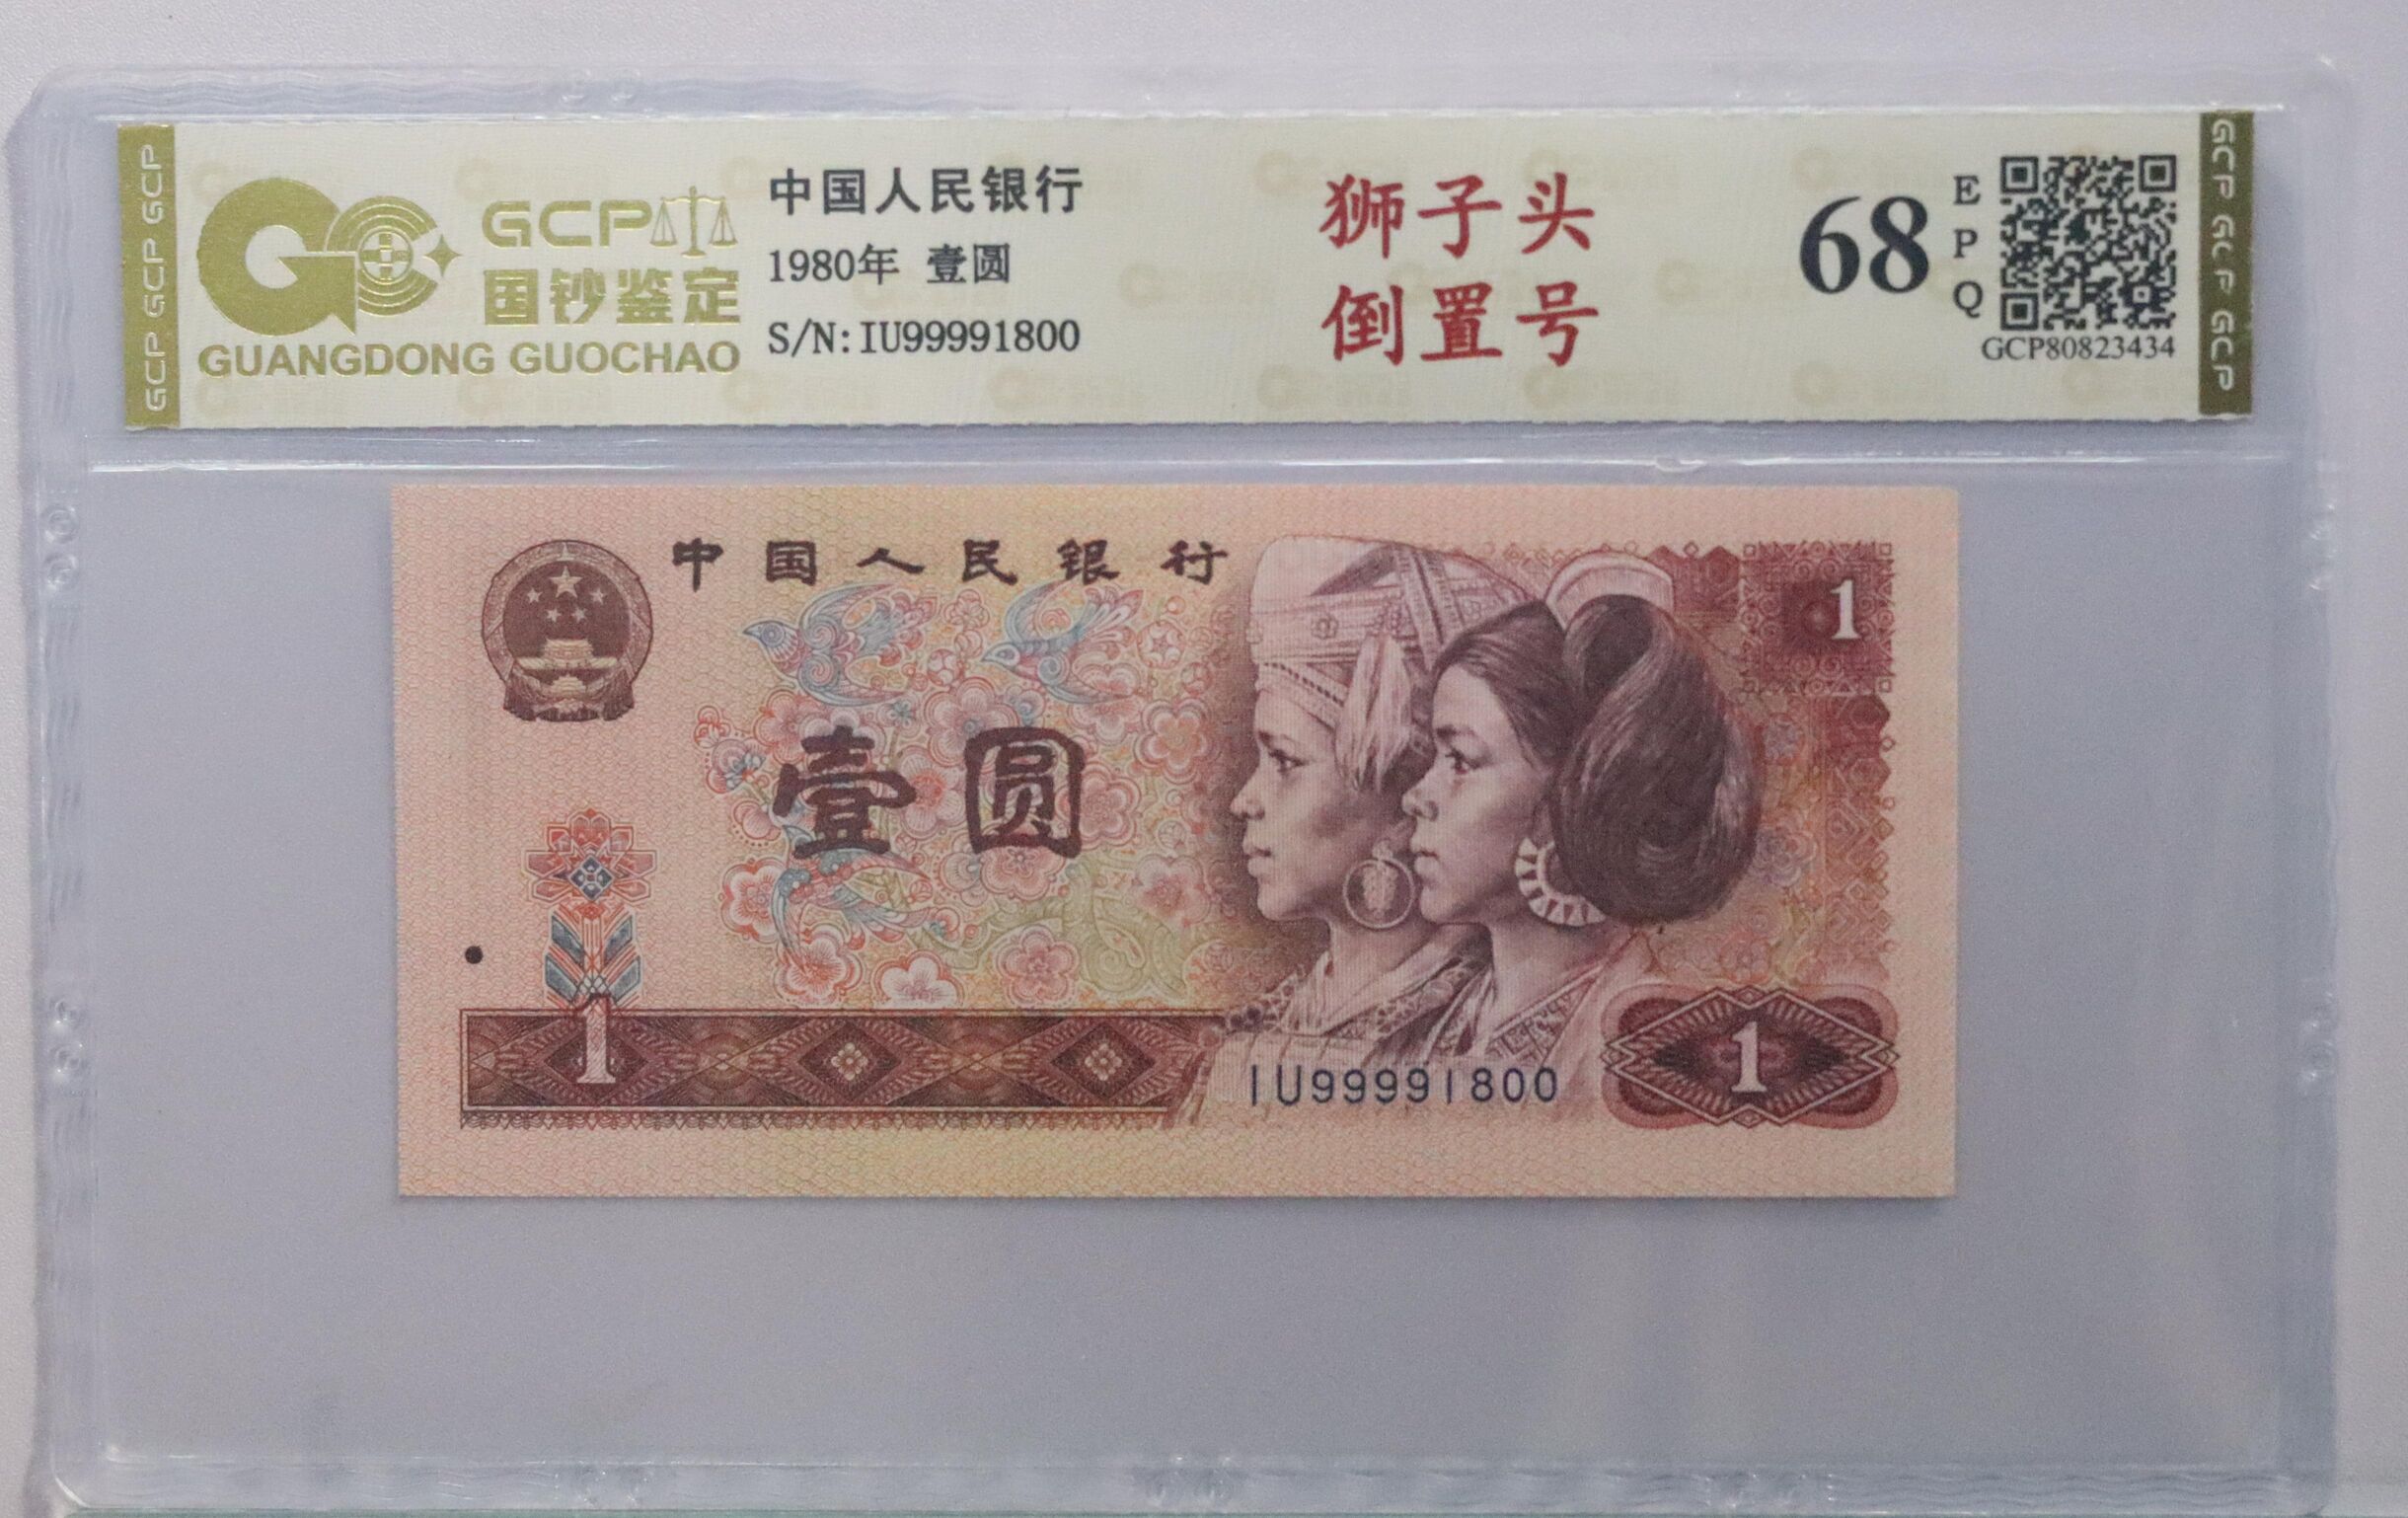 GCP GCP GCP
GCP
国钞鉴定
GUANGDONG GUOCHAO
中国人民银行
1980年 壹圆
S/N: IU99991800
狮子头
倒置号
68
E
P
Q
GCP80823434
GCP GCP GCP
中国人民银行
1
壹圆
1
IU99991800
1